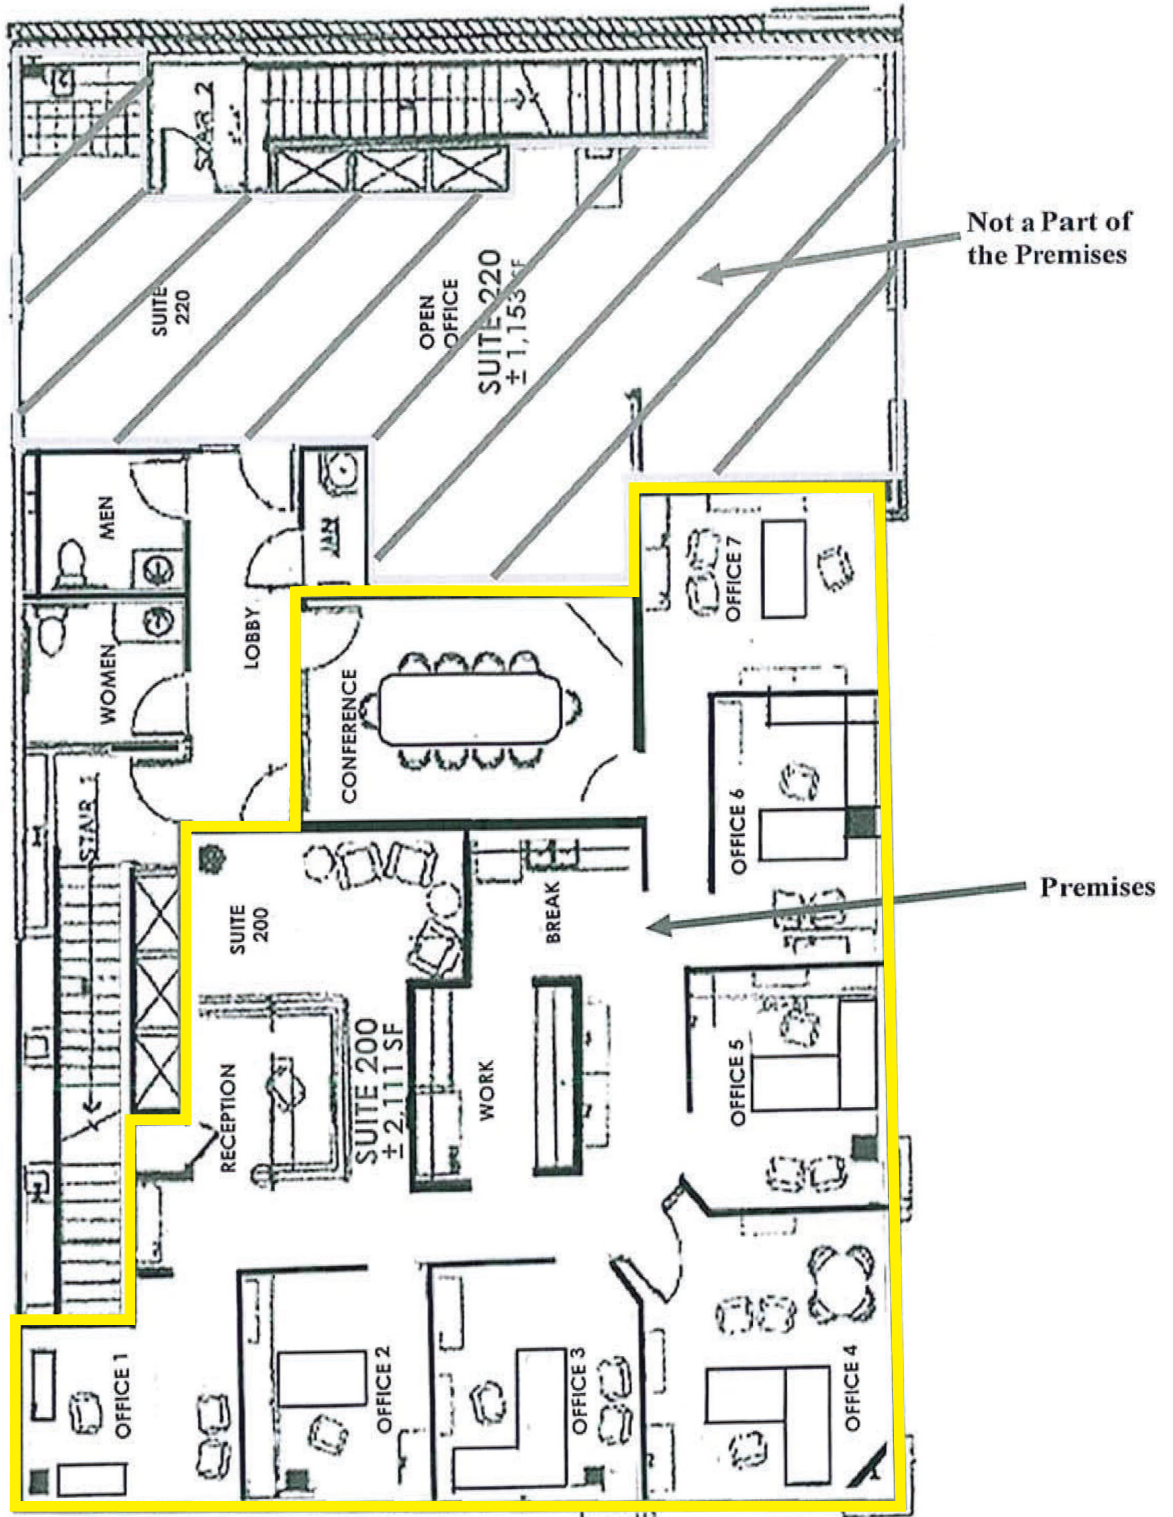 STAIR 2
Not a Part of
the Premises
SUITE
220
OPEN
OFFICE
SUITE 220
± 1,153 SF
MEN
JAN
WOMEN
LOBBY
CONFERENCE
OFFICE 7
STAIR 1
OFFICE 6
Premises
SUITE
200
BREAK
RECEPTION
SUITE 200
± 2,111 SF
WORK
OFFICE 5
OFFICE 1
OFFICE 2
OFFICE 3
OFFICE 4